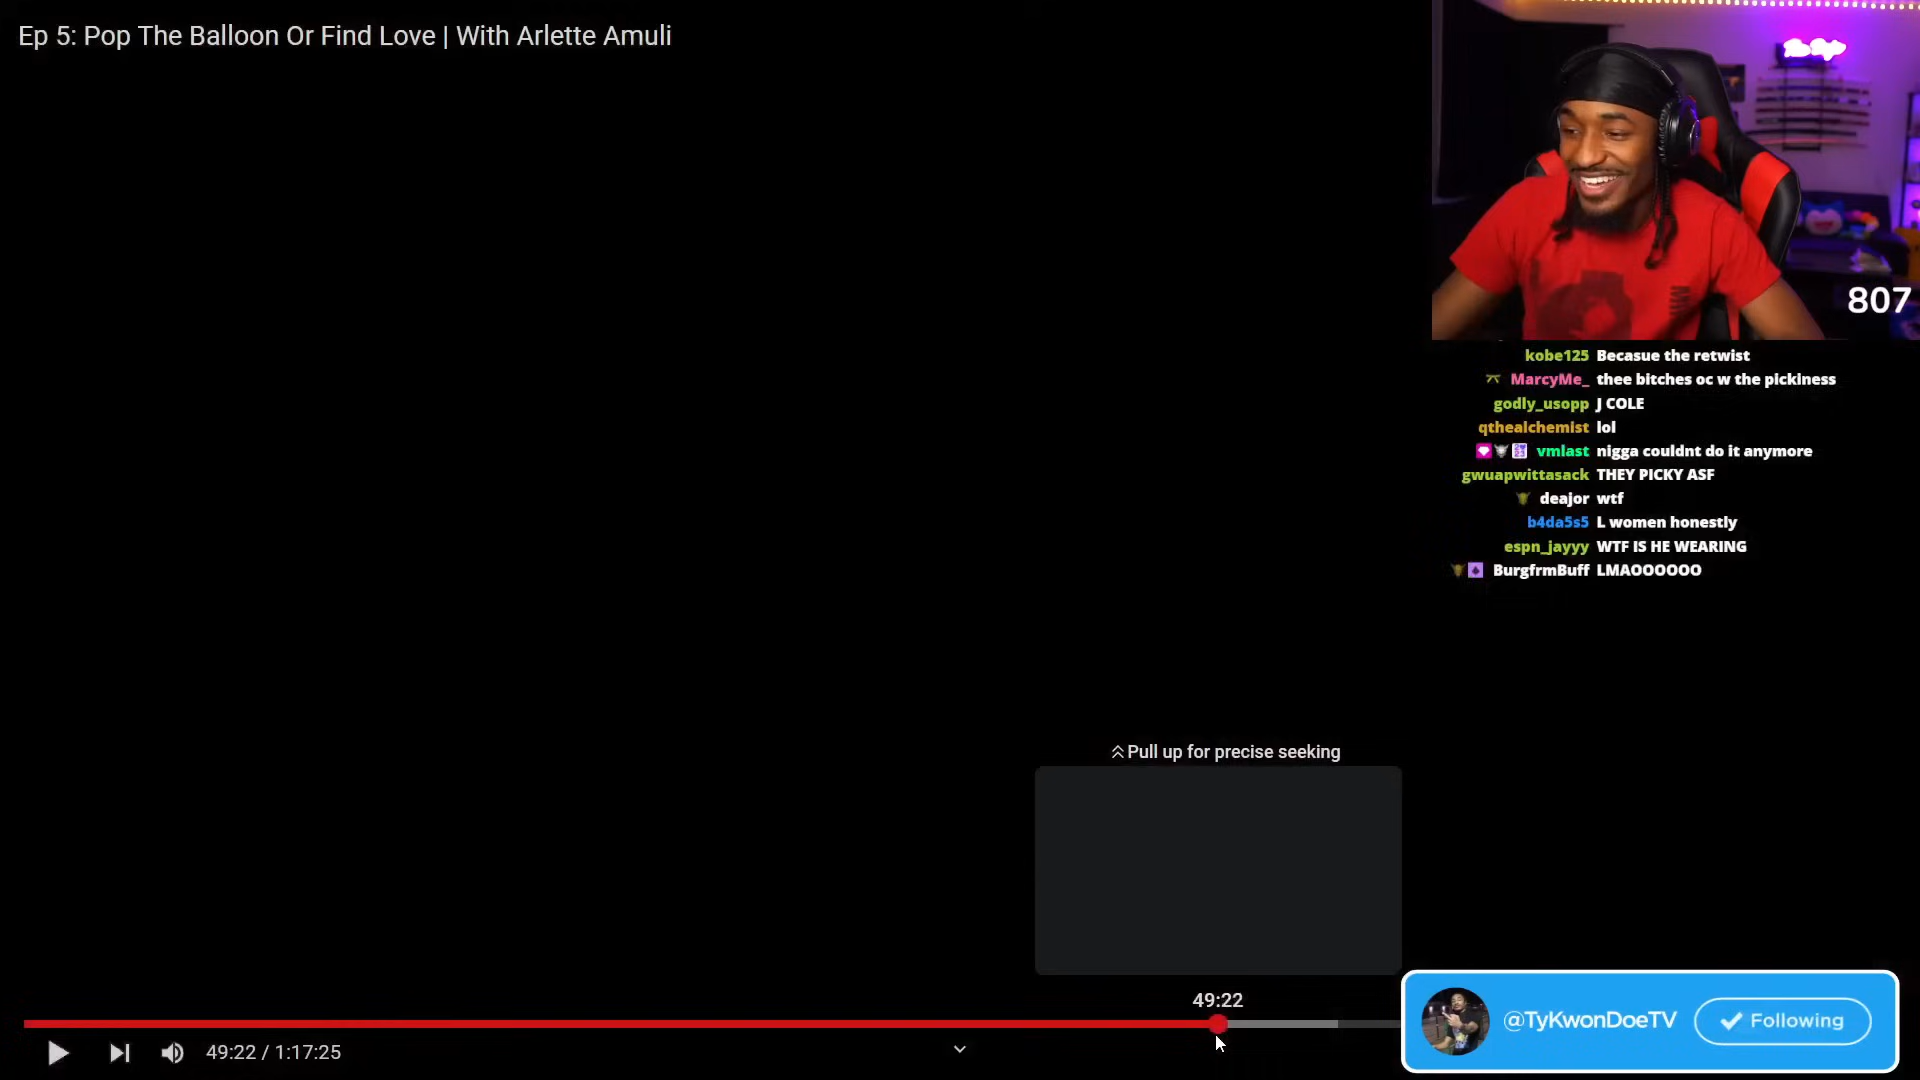 Ep 5: Pop The Balloon Or Find Love | With Arlette Amuli
807
kobe125 Becasue the retwist
MarcyMe_ thee bitches oc w the pickiness
godly_usopp J COLE
qthealchemist lol
vmlast nigga couldnt do it anymore
gwuapwittasack THEY PICKY ASF
deajor wtf
b4da5s5 L women honestly
espn_jayyy WTF IS HE WEARING
BurgfrmBuff LMAOOOOOO
Pull up for precise seeking
49:22
@TyKwonDoeTV Following
49:22 / 1:17:25